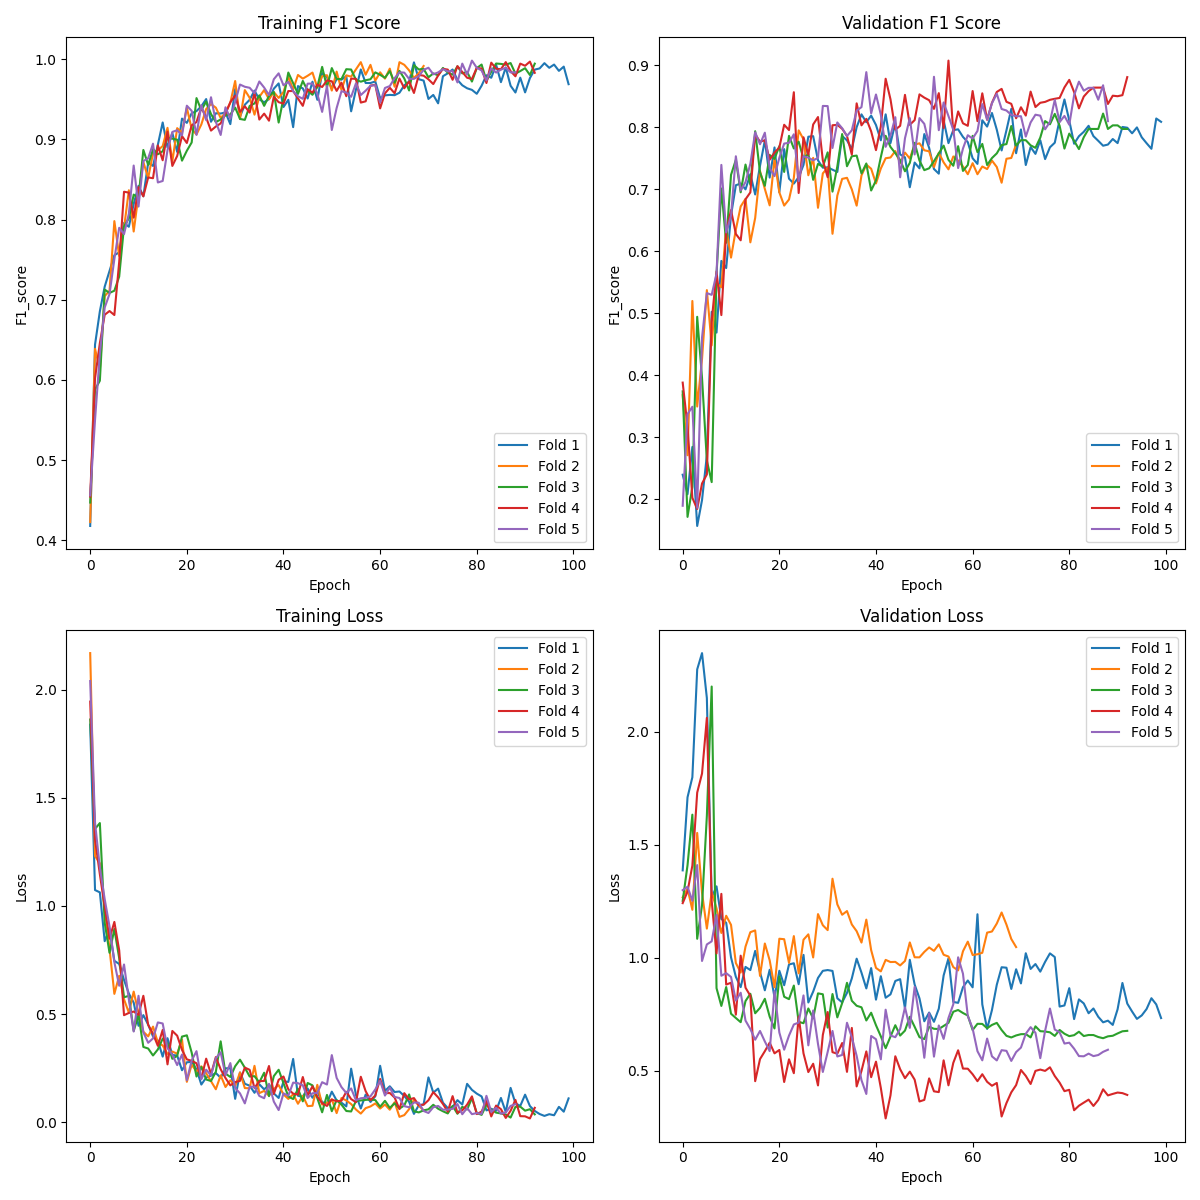 Training F1 Score
F1_score
1.0
0.9
0.8
0.7
0.6
0.5
0.4
0 20 40 60 80 100
Epoch
Fold 1
Fold 2
Fold 3
Fold 4
Fold 5
Validation F1 Score
F1_score
0.9
0.8
0.7
0.6
0.5
0.4
0.3
0.2
0 20 40 60 80 100
Epoch
Fold 1
Fold 2
Fold 3
Fold 4
Fold 5
Training Loss
Loss
2.0
1.5
1.0
0.5
0.0
0 20 40 60 80 100
Epoch
Fold 1
Fold 2
Fold 3
Fold 4
Fold 5
Validation Loss
Loss
2.0
1.5
1.0
0.5
0 20 40 60 80 100
Epoch
Fold 1
Fold 2
Fold 3
Fold 4
Fold 5